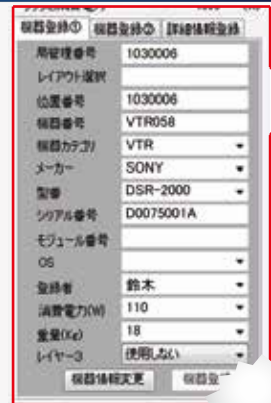 機器登録① 機器登録② 詳細情報登録
局管理番号 1030006
レイアウト選択
位置番号 1030006
機器番号 VTR058
機器カテゴリ VTR
メーカー SONY
型番 DSR-2000
シリアル番号 D0075001A
モジュール番号
OS
登録者 鈴木
消費電力(W) 110
重量(Kg) 18
レイヤー3 使用しない
機器情報変更 機器登